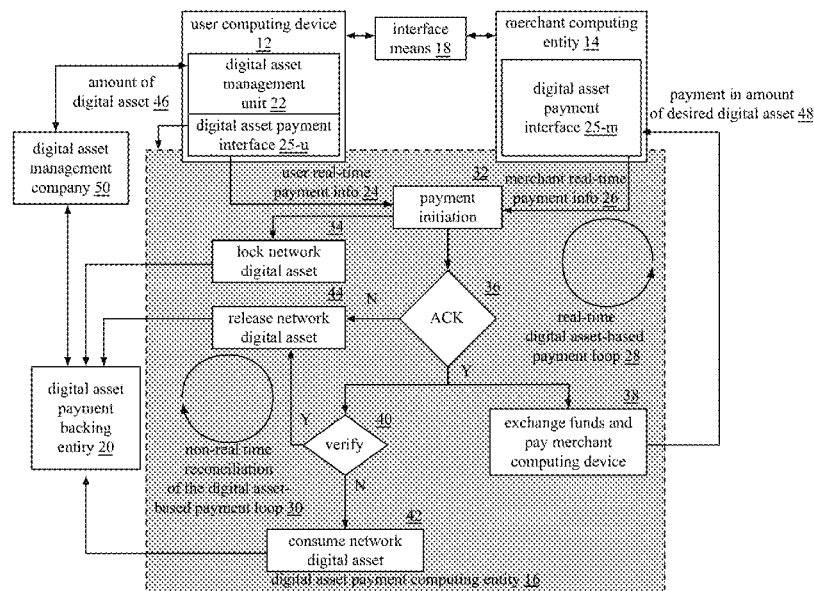 user computing device
12
interface
means 18
merchant computing
entity 14
digital asset
management
unit 22
digital asset payment
interface 25-u
digital asset
payment
interface 25-m
amount of
digital asset 46
payment in amount
of desired digital asset 48
digital asset
management
company 50
user real-time
payment info 24
32
payment
initiation
merchant real-time
payment info 26
34
lock network
digital asset
44
release network
digital asset
N
36
ACK
Y
real-time
digital asset-based
payment loop 28
digital asset
payment
backing
entity 20
Y
40
verify
N
38
exchange funds and
pay merchant
computing device
non-real time
reconciliation
of the digital asset-
based payment loop 30
42
consume network
digital asset
digital asset payment computing entity 16